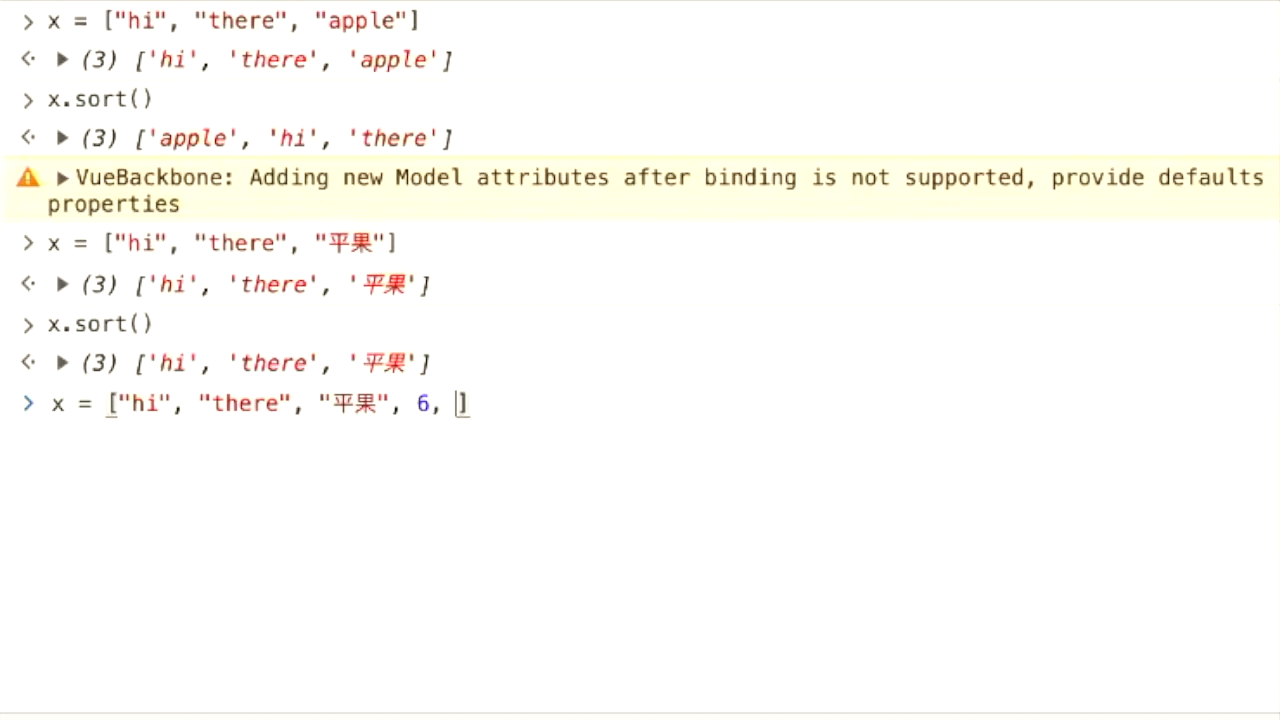 > x = ["hi", "there", "apple"]
<· ▶ (3) ['hi', 'there', 'apple']
> x.sort()
<· ▶ (3) ['apple', 'hi', 'there']
▶ VueBackbone: Adding new Model attributes after binding is not supported, provide defaults
properties
> x = ["hi", "there", "平果"]
<· ▶ (3) ['hi', 'there', '平果']
> x.sort()
<· ▶ (3) ['hi', 'there', '平果']
> x = ["hi", "there", "平果", 6, ]